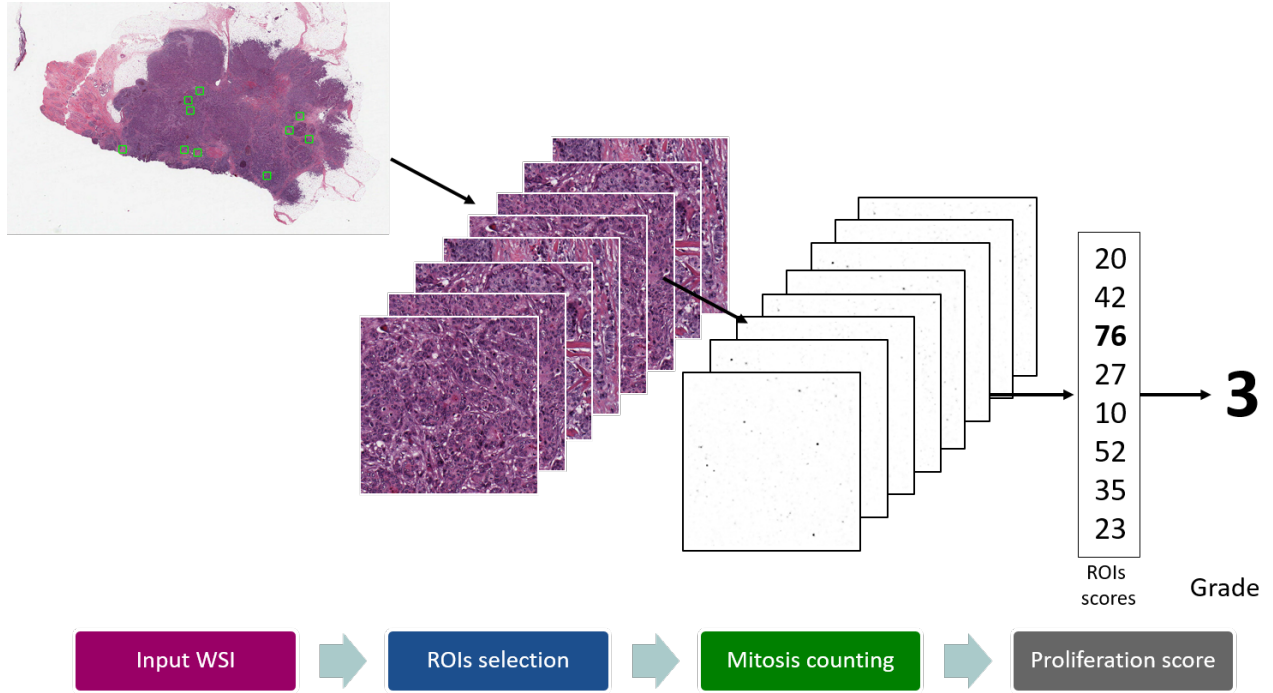 20
42
76
27
10
52
35
23
ROIs
scores
3
Grade
Input WSI
ROIs selection
Mitosis counting
Proliferation score